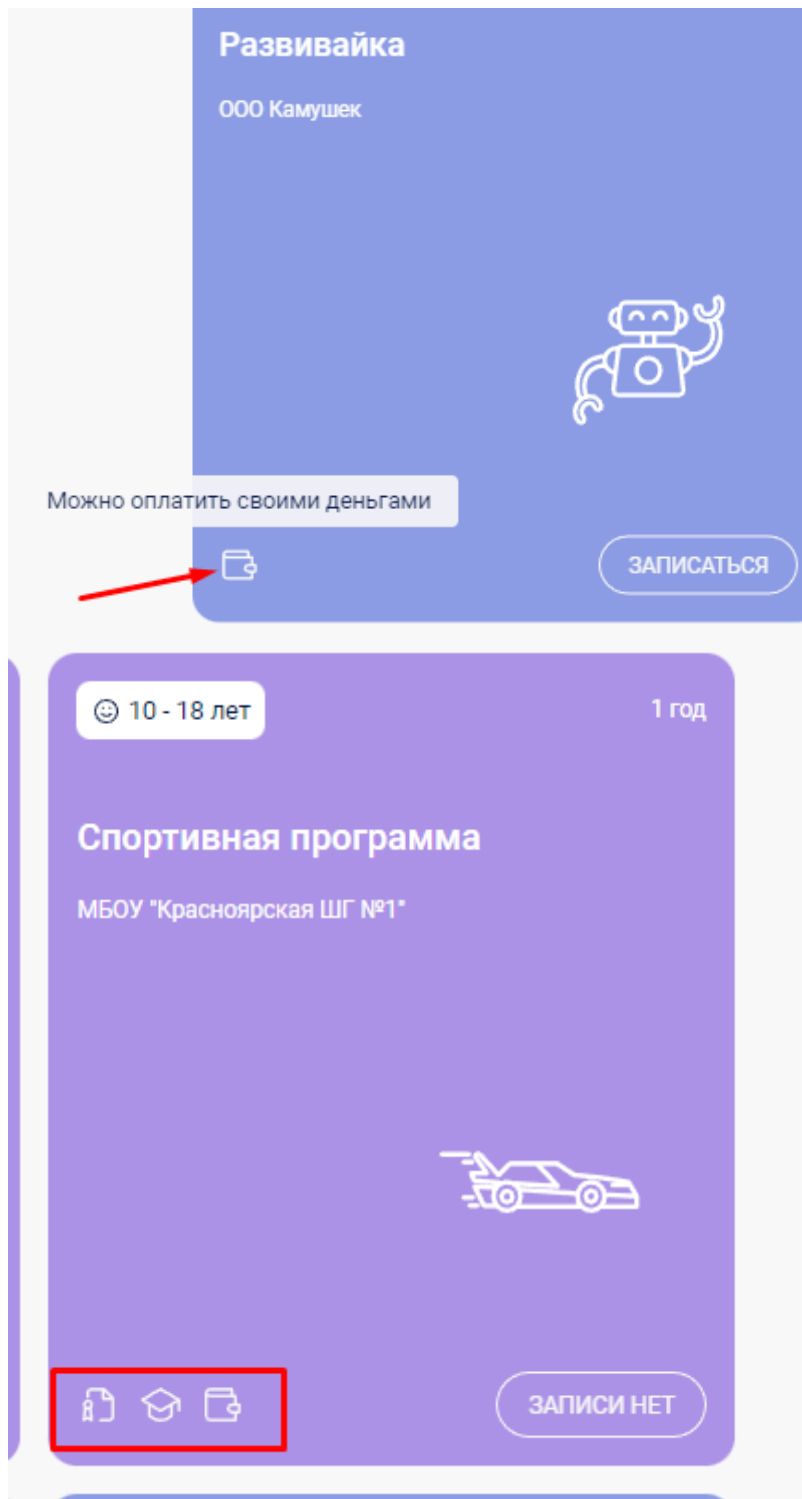 Развивайка
ООО Камушек
Можно оплатить своими деньгами
ЗАПИСАТЬСЯ
10 - 18 лет
1 год
Спортивная программа
МБОУ "Красноярская ШГ №1"
ЗАПИСИ НЕТ